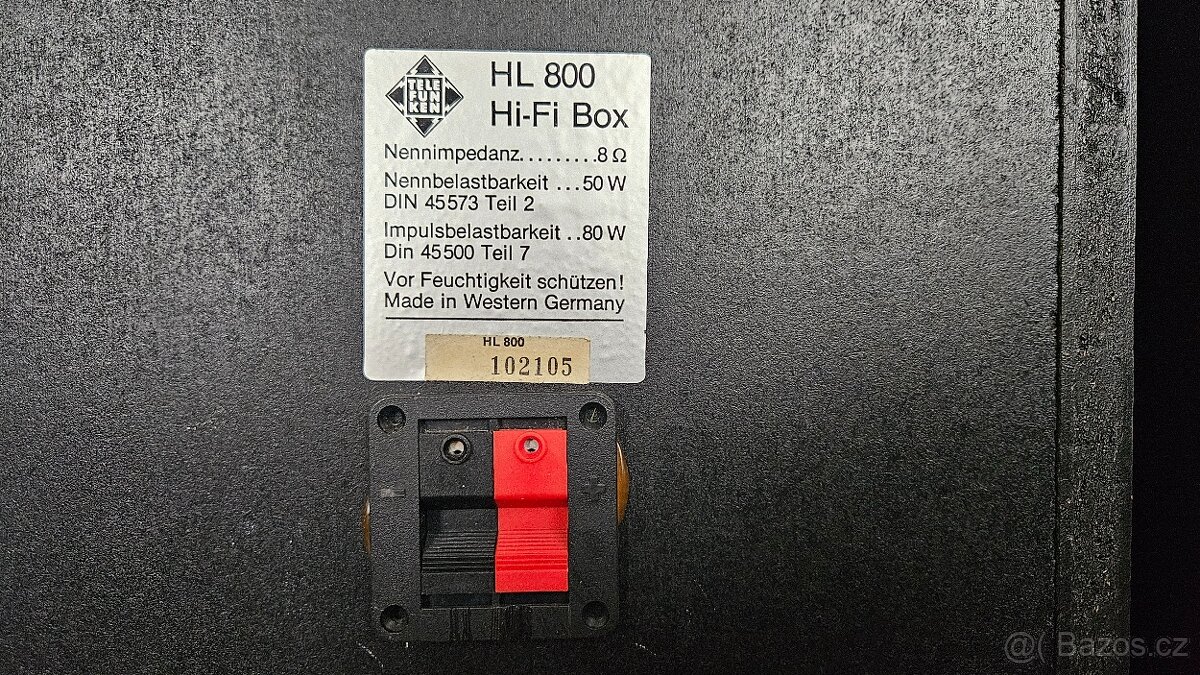 TELE
FUN
KEN
HL 800
Hi-Fi Box
Nennimpedanz.........8 Ω
Nennbelastbarkeit ...50 W
DIN 45573 Teil 2
Impulsbelastbarkeit ..80 W
Din 45500 Teil 7
Vor Feuchtigkeit schützen!
Made in Western Germany
HL 800
102105
- +
@( Bazos.cz